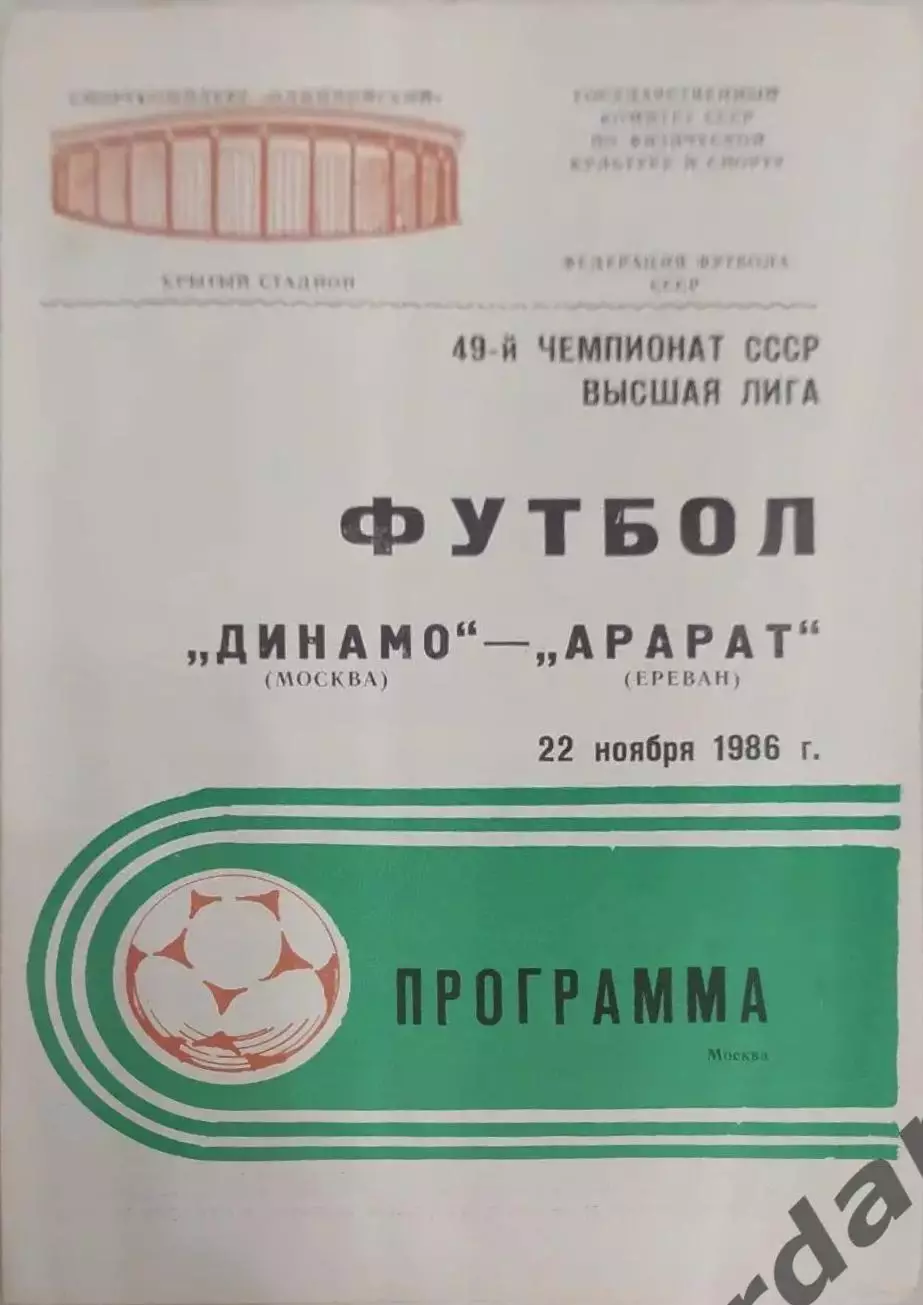 СПОРТКОМПЛЕКС «ОЛИМПИЙСКИЙ»
КРЫТЫЙ СТАДИОН
ГОСУДАРСТВЕННЫЙ
КОМИТЕТ СССР
ПО ФИЗИЧЕСКОЙ
КУЛЬТУРЕ И СПОРТУ
ФЕДЕРАЦИЯ ФУТБОЛА
СССР
49-й ЧЕМПИОНАТ СССР
ВЫСШАЯ ЛИГА
ФУТБОЛ
„ДИНАМО“ — „АРАРАТ“
(МОСКВА) (ЕРЕВАН)
22 ноября 1986 г.
ПРОГРАММА
Москва